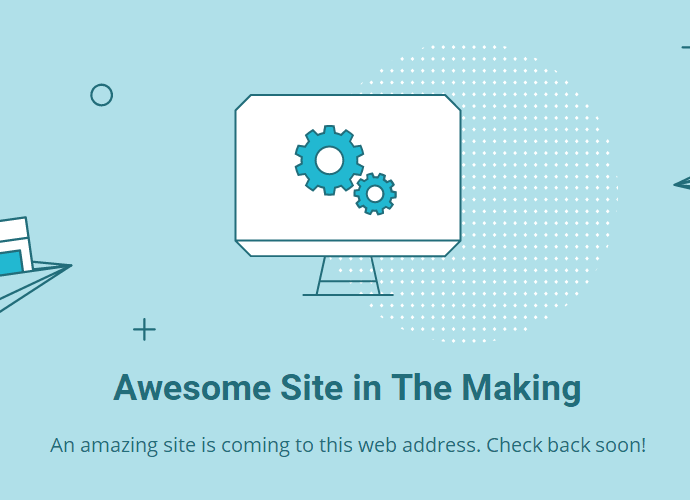 Awesome Site in The Making
An amazing site is coming to this web address. Check back soon!